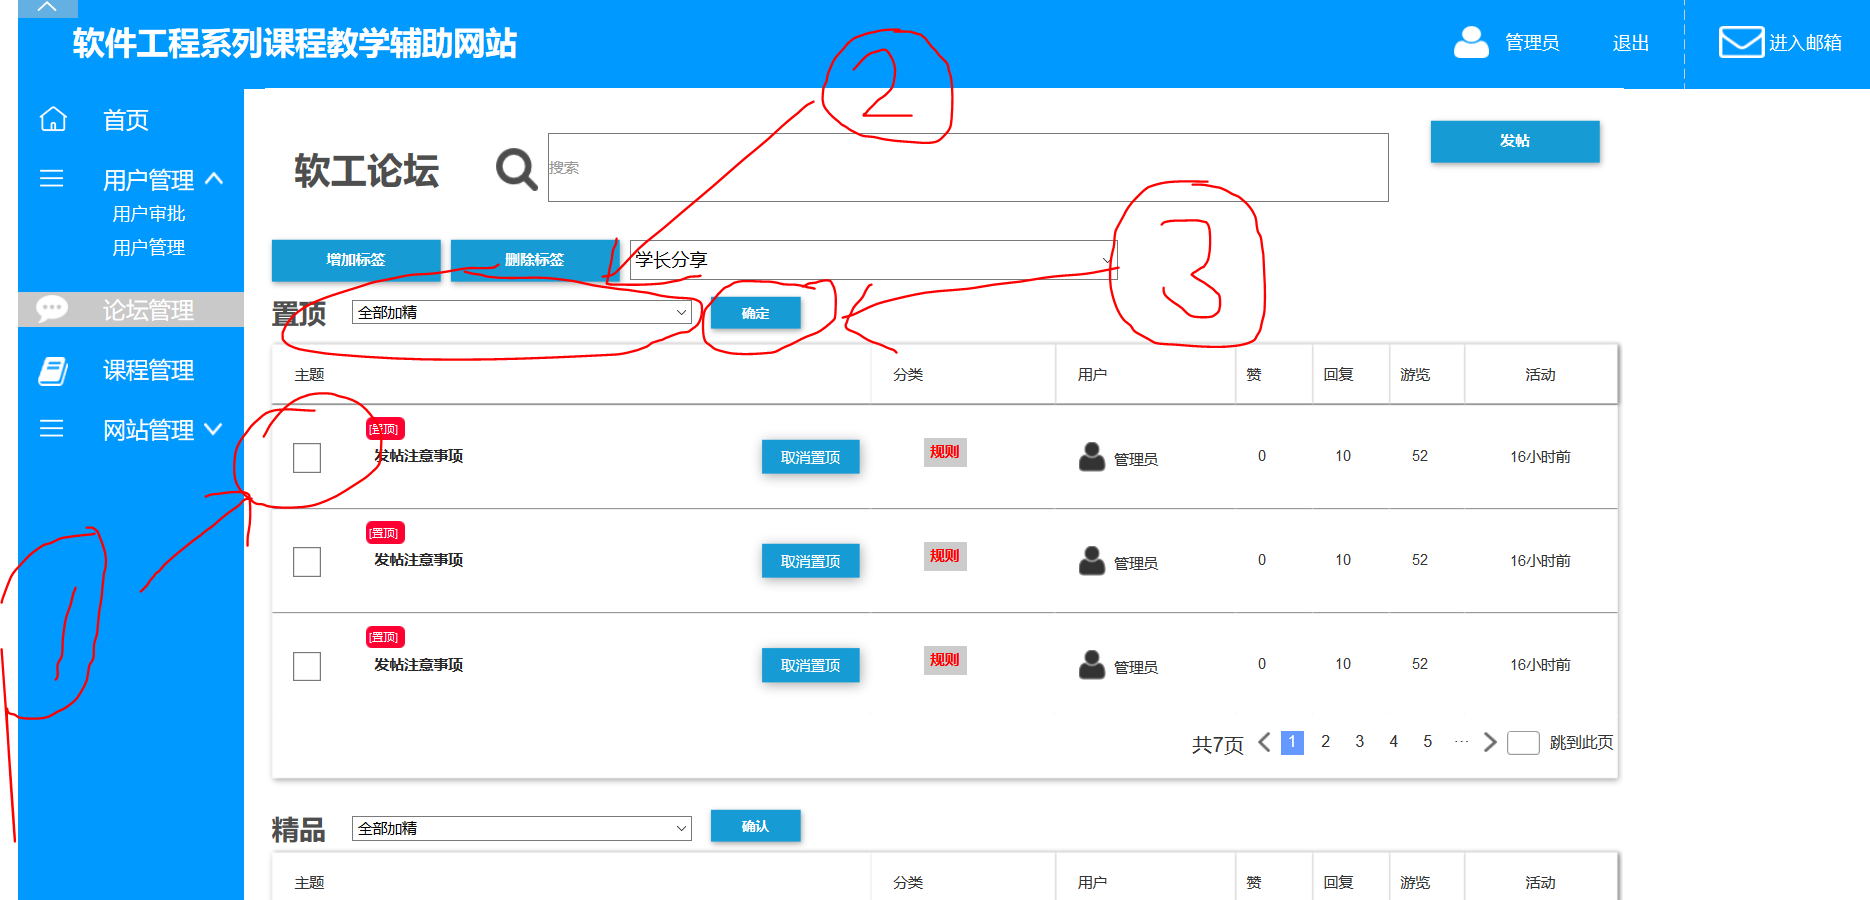 软件工程系列课程教学辅助网站
管理员
退出
进入邮箱
首页
用户管理
用户审批
用户管理
论坛管理
课程管理
网站管理
软工论坛
搜索
发帖
增加标签
删除标签
学长分享
置顶
全部加精
确定
主题 分类 用户 赞 回复 游览 活动
[置顶]
发帖注意事项 取消置顶 规则 管理员 0 10 52 16小时前
[置顶]
发帖注意事项 取消置顶 规则 管理员 0 10 52 16小时前
[置顶]
发帖注意事项 取消置顶 规则 管理员 0 10 52 16小时前
共7页 1 2 3 4 5 ... 跳到此页
精品
全部加精
确认
主题 分类 用户 赞 回复 游览 活动
1
2
3